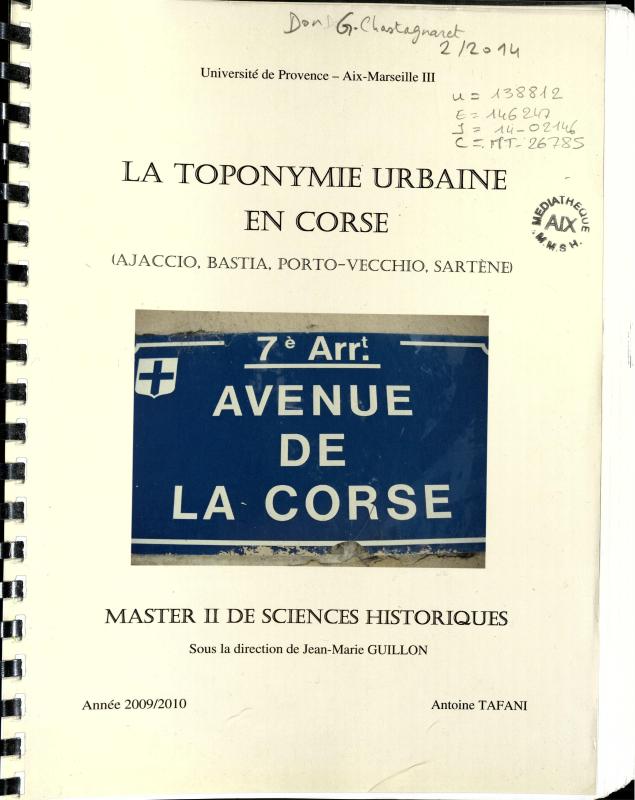 Don G. Chastagnaret
2/2014
Université de Provence – Aix-Marseille III
u = 138812
E = 146247
I = 14-02146
C = MT-26785
LA TOPONYMIE URBAINE
EN CORSE
(AJACCIO, BASTIA, PORTO-VECCHIO, SARTÈNE)
MEDIATHEQUE
AIX
M.M.S.H.
7è Arrt.
AVENUE
DE
LA CORSE
MASTER II DE SCIENCES HISTORIQUES
Sous la direction de Jean-Marie GUILLON
Année 2009/2010
Antoine TAFANI